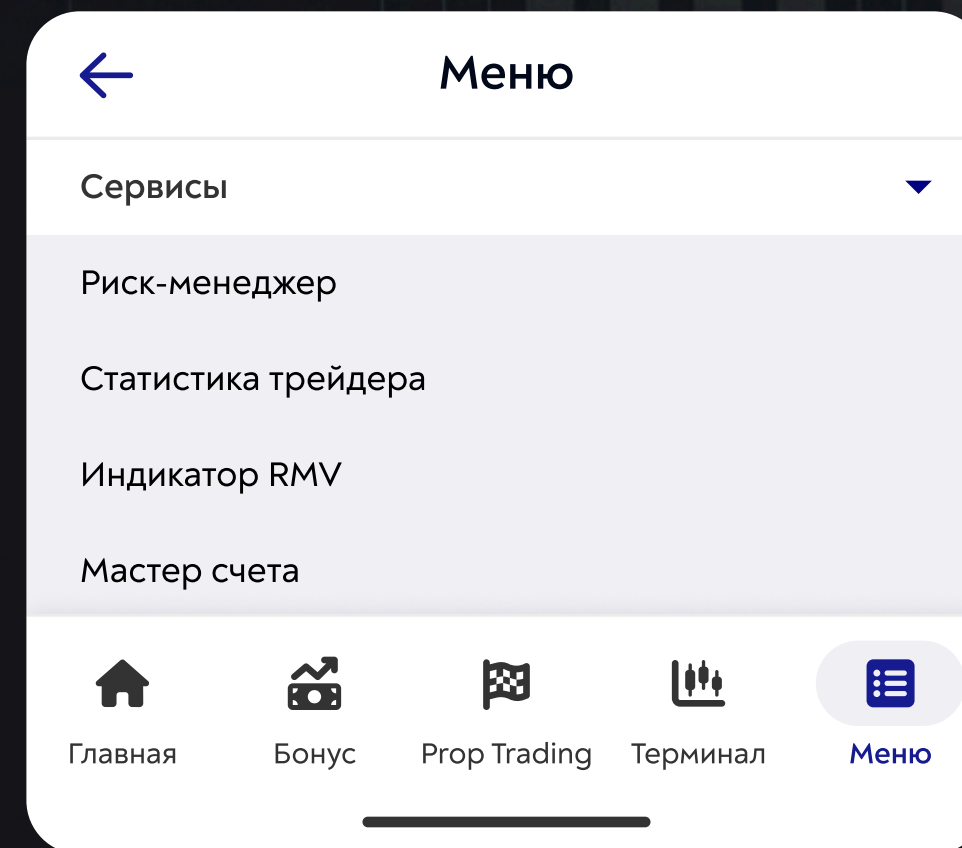 Меню
Сервисы
Риск-менеджер
Статистика трейдера
Индикатор RMV
Мастер счета
Главная
Бонус
Prop Trading
Терминал
Меню